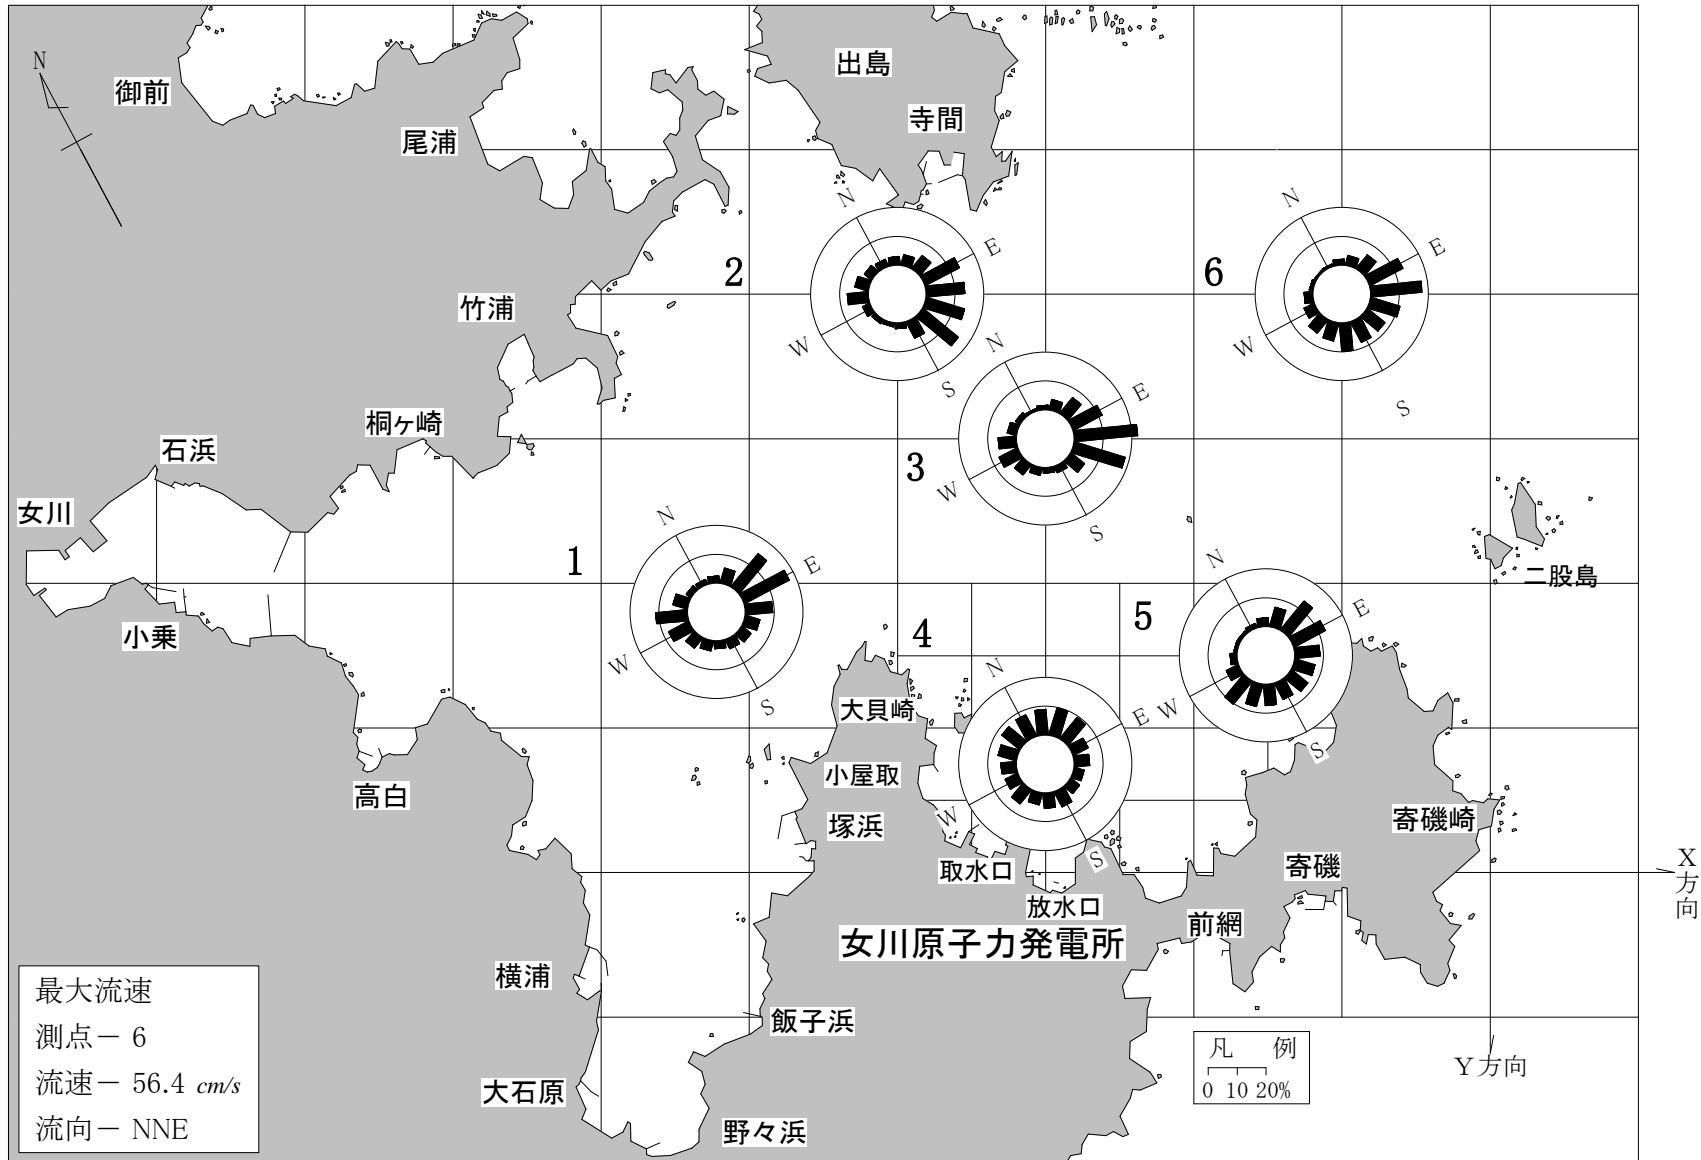 N
御前
尾浦
出島
寺間
竹浦
桐ヶ崎
石浜
女川
小乗
高白
大貝崎
小屋取
塚浜
取水口
放水口
女川原子力発電所
前網
寄磯
寄磯崎
二股島
横浦
飯子浜
大石原
野々浜
1
N
E
W
S
2
N
E
W
S
3
N
E
W
S
4
N
E
W
S
5
N
E
W
S
6
N
E
W
S
X方向
Y方向
凡 例
0 10 20%
最大流速
測点－ 6
流速－ 56.4 cm/s
流向－ NNE